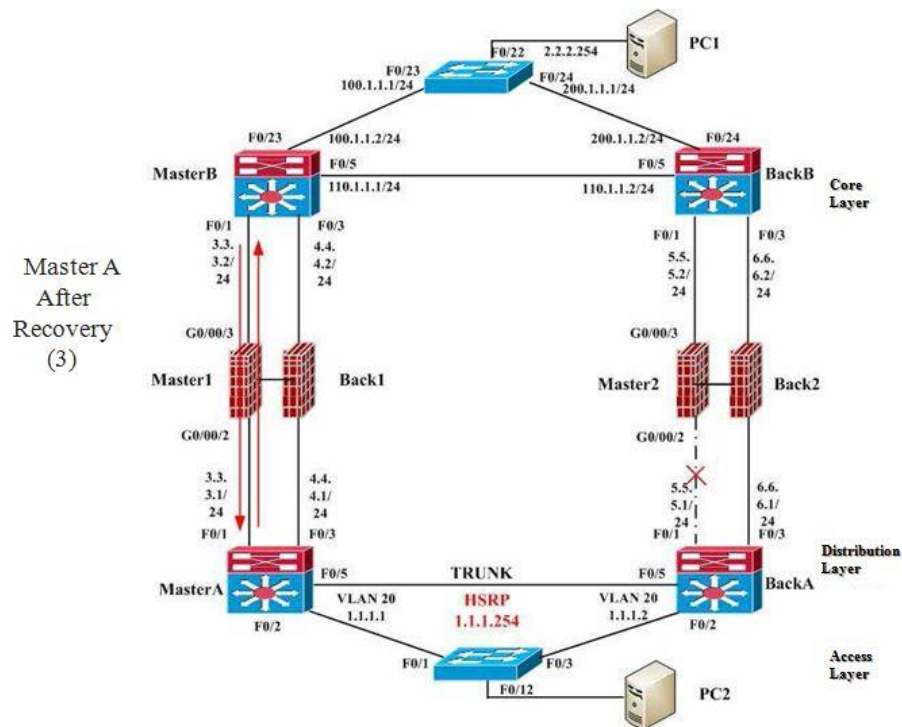 F0/22
2.2.2.254
PC1
F0/23
100.1.1.1/24
F0/24
200.1.1.1/24
F0/23
100.1.1.2/24
200.1.1.2/24
F0/24
MasterB
F0/5
110.1.1.1/24
F0/5
110.1.1.2/24
BackB
Core
Layer
F0/1
3.3.
3.2/
24
F0/3
4.4.
4.2/
24
F0/1
5.5.
5.2/
24
F0/3
6.6.
6.2/
24
Master A
After
Recovery
(3)
G0/00/3
Master1
Back1
G0/00/2
G0/00/3
Master2
Back2
G0/00/2
3.3.
3.1/
24
F0/1
4.4.
4.1/
24
F0/3
5.5.
5.1/
24
F0/1
6.6.
6.1/
24
F0/3
Distribution
Layer
MasterA
F0/5
TRUNK
F0/5
BackA
VLAN 20
1.1.1.1
HSRP
1.1.1.254
VLAN 20
1.1.1.2
F0/2
F0/2
F0/1
F0/3
Access
Layer
F0/12
PC2